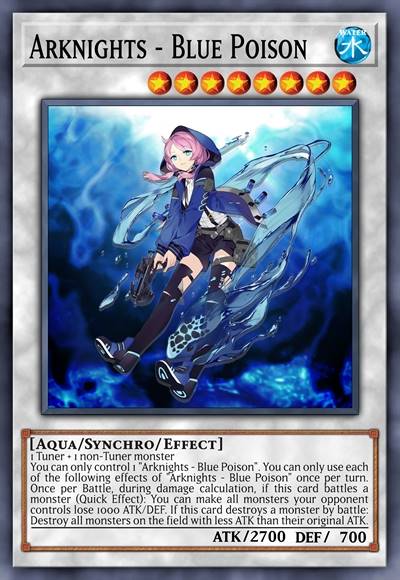 ARKNIGHTS - BLUE POISON
WATER
水
[AQUA/SYNCHRO/EFFECT]
1 Tuner + 1 non-Tuner monster
You can only control 1 "Arknights - Blue Poison". You can only use each
of the following effects of "Arknights - Blue Poison" once per turn.
Once per Battle, during damage calculation, if this card battles
a monster (Quick Effect): You can make all monsters your opponent
controls lose 1000 ATK/DEF. If this card destroys a monster by battle:
Destroy all monsters on the field with less ATK than their original ATK.
ATK/2700 DEF/ 700